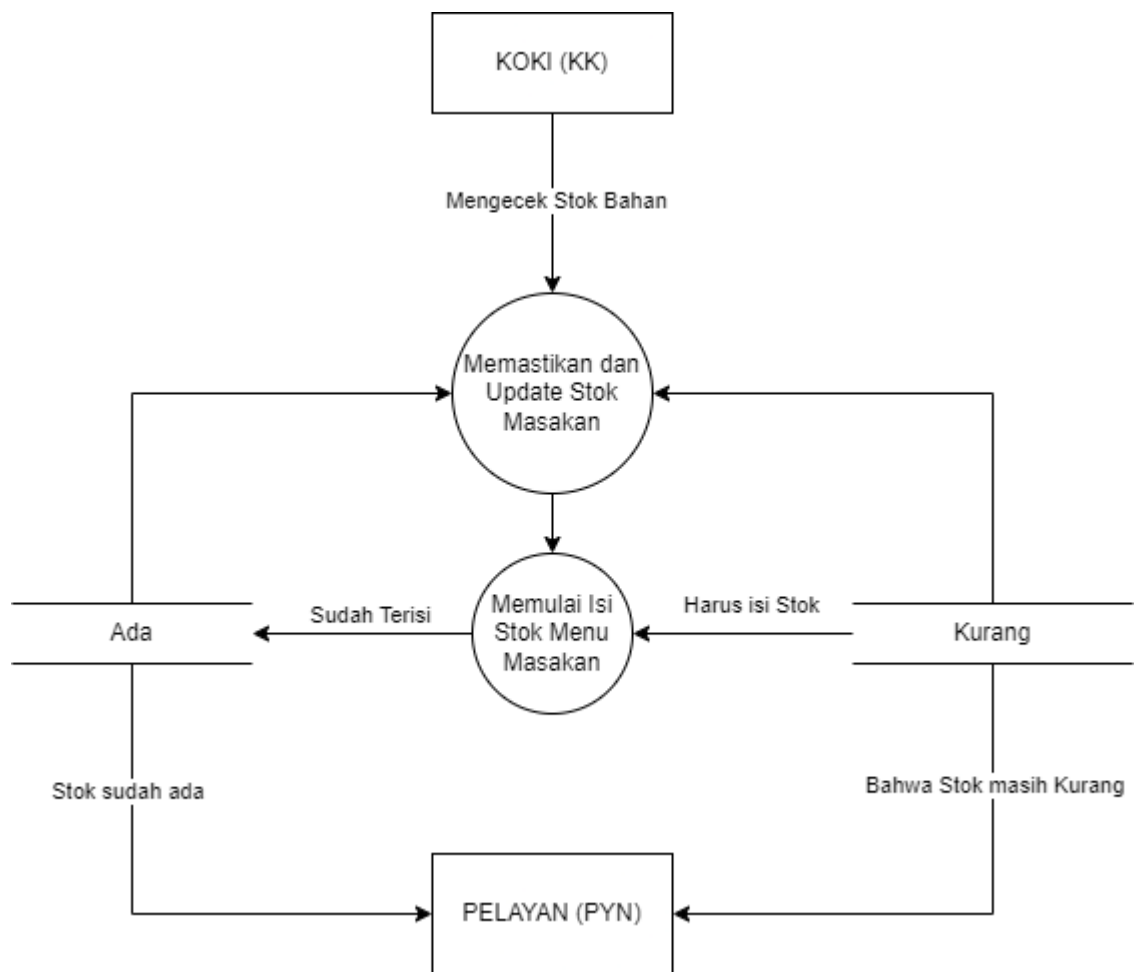 KOKI (KK)
Mengecek Stok Bahan
Memastikan dan
Update Stok
Masakan
Ada
Sudah Terisi
Memulai Isi
Stok Menu
Masakan
Harus isi Stok
Kurang
Stok sudah ada
Bahwa Stok masih Kurang
PELAYAN (PYN)